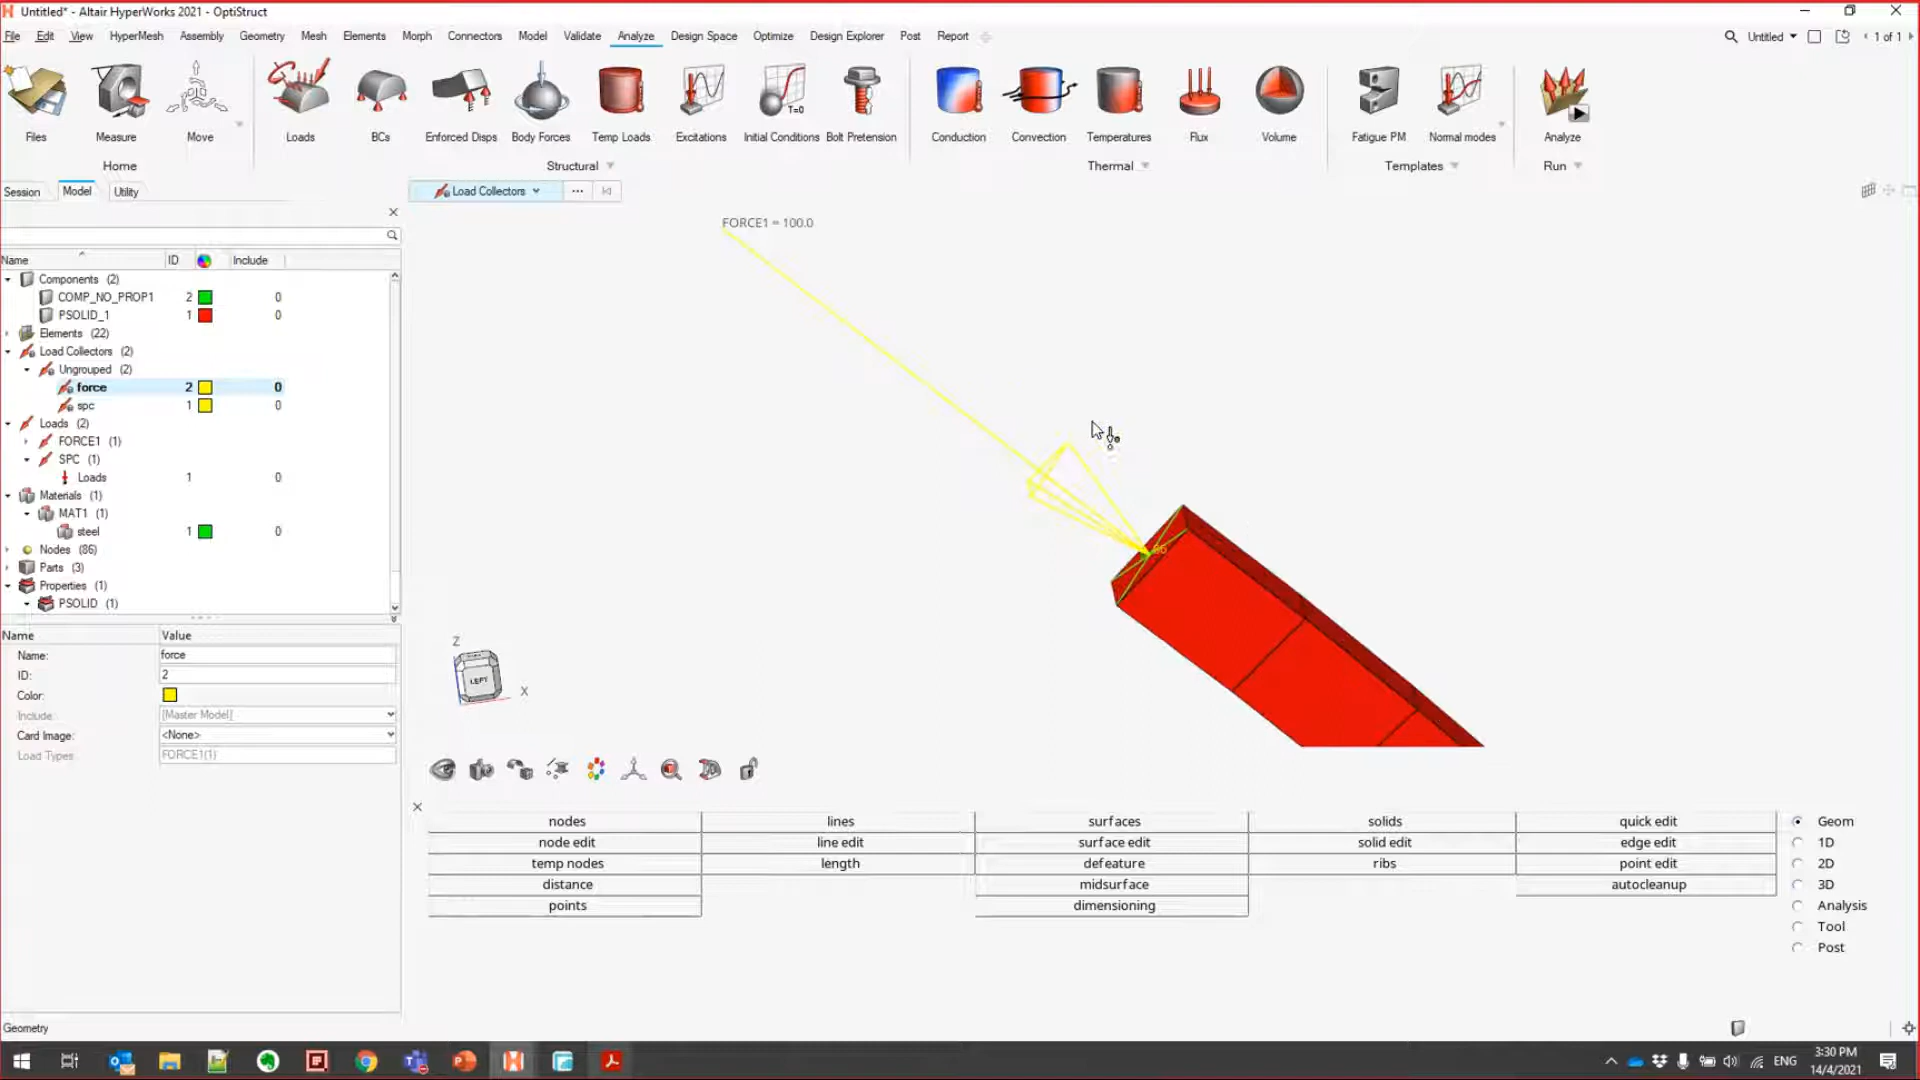 Untitled* - Altair HyperWorks 2021 - OptiStruct
File Edit View HyperMesh Assembly Geometry Mesh Elements Morph Connectors Model Validate Analyze Design Space Optimize Design Explorer Post Report
Untitled 1 of 1
T=0
Files Measure Move Loads BCs Enforced Disps Body Forces Temp Loads Excitations Initial Conditions Bolt Pretension Conduction Convection Temperatures Flux Volume Fatigue PM Normal modes Analyze
Home Structural Thermal Templates Run
Session Model Utility
Load Collectors ...
FORCE1 = 100.0
Name ID Include
Components (2)
COMP_NO_PROP1 2 0
PSOLID_1 1 0
Elements (22)
Load Collectors (2)
Ungrouped (2)
force 2 0
spc 1 0
Loads (2)
FORCE1 (1)
SPC (1)
Loads 1 0
Materials (1)
MAT1 (1)
steel 1 0
Nodes (86)
Parts (3)
Properties (1)
PSOLID (1)
86
Name Value
Name: force
ID: 2
Color:
Include: [Master Model]
Card Image: <None>
Load Types FORCE1(1)
Z
LEFT
X
nodes lines surfaces solids quick edit Geom
node edit line edit surface edit solid edit edge edit 1D
temp nodes length defeature ribs point edit 2D
distance midsurface autocleanup 3D
points dimensioning Analysis
Tool
Post
Geometry
ENG
3:30 PM
14/4/2021